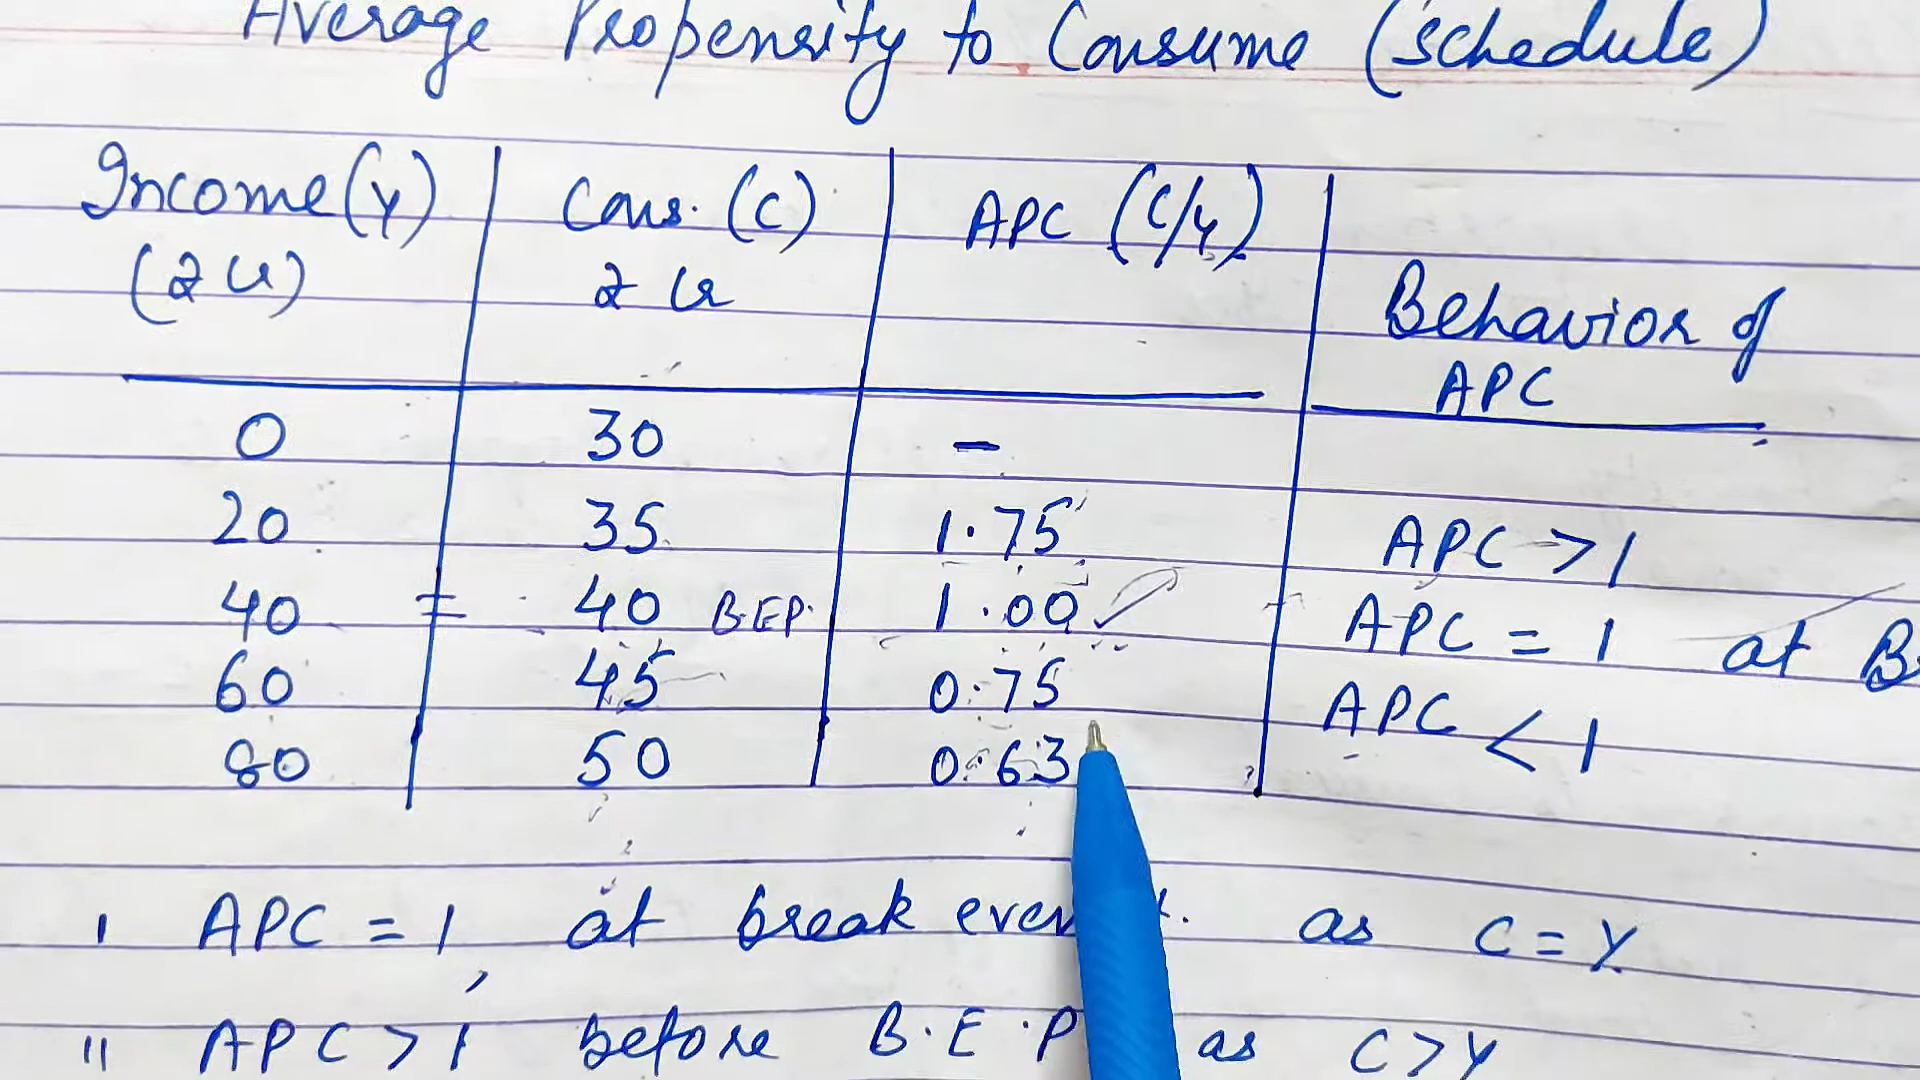 Average Propensity to Consume (Schedule)
Income (Y) Cons. (C) APC (C/Y) Behavior of
(₹ Cr) ₹ Cr APC
0 30 -
20 35 1.75 APC > 1
40 = 40 B.E.P. 1.00 APC = 1 at B
60 45 0.75 APC < 1
80 50 0.63
I APC = 1, at break even as C = Y
II APC > 1 before B.E.P as C > Y